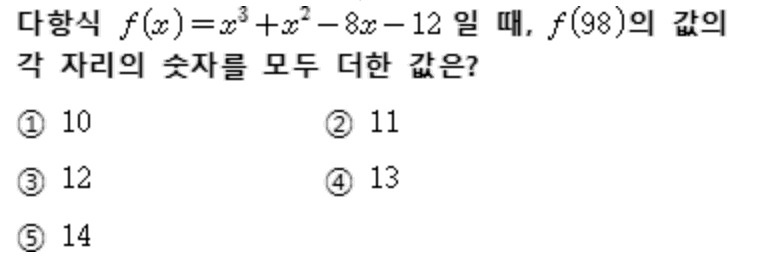 다항식 f(x)=x³+x²-8x-12 일 때, f(98)의 값의
각 자리의 숫자를 모두 더한 값은?
① 10 ② 11
③ 12 ④ 13
⑤ 14